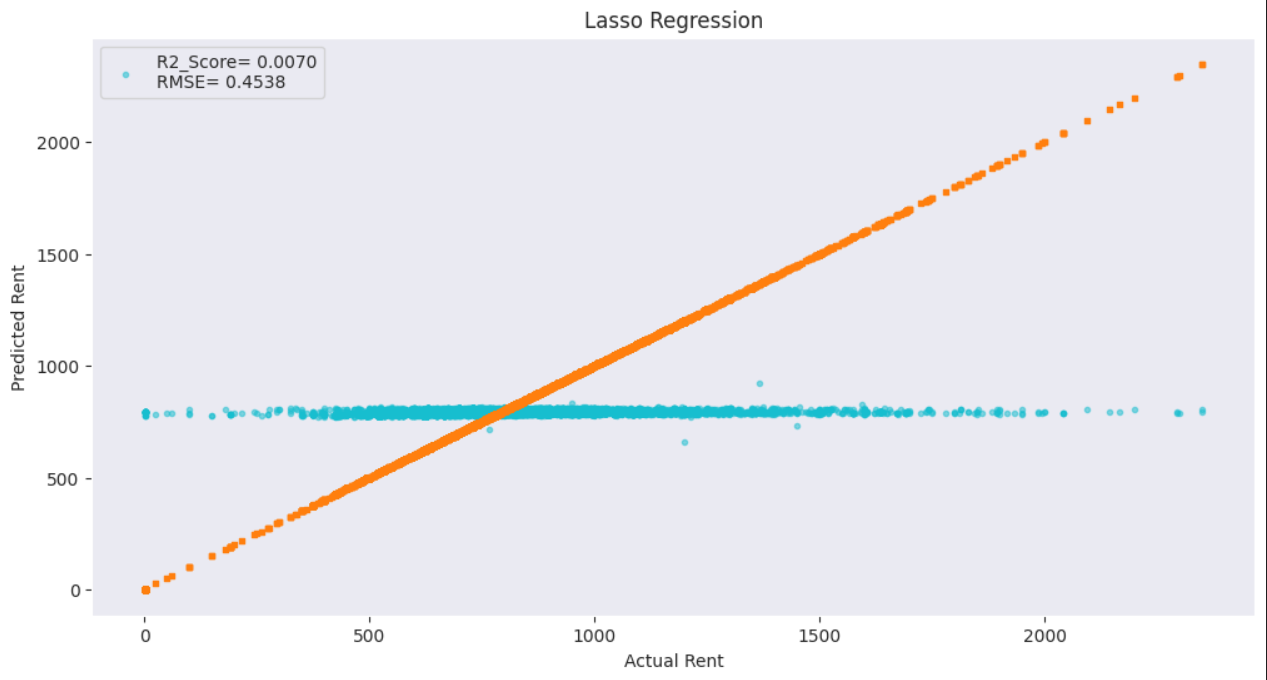 Lasso Regression
R2_Score= 0.0070
RMSE= 0.4538
Predicted Rent
2000
1500
1000
500
0
0 500 1000 1500 2000
Actual Rent